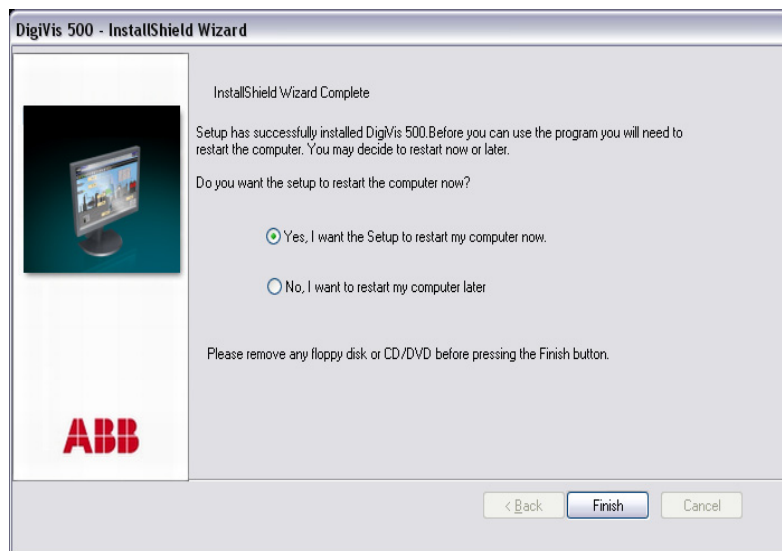 DigiVis 500 - InstallShield Wizard
InstallShield Wizard Complete
Setup has successfully installed DigiVis 500.Before you can use the program you will need to
restart the computer. You may decide to restart now or later.
Do you want the setup to restart the computer now?
Yes, I want the Setup to restart my computer now.
No, I want to restart my computer later
Please remove any floppy disk or CD/DVD before pressing the Finish button.
ABB
< Back Finish Cancel